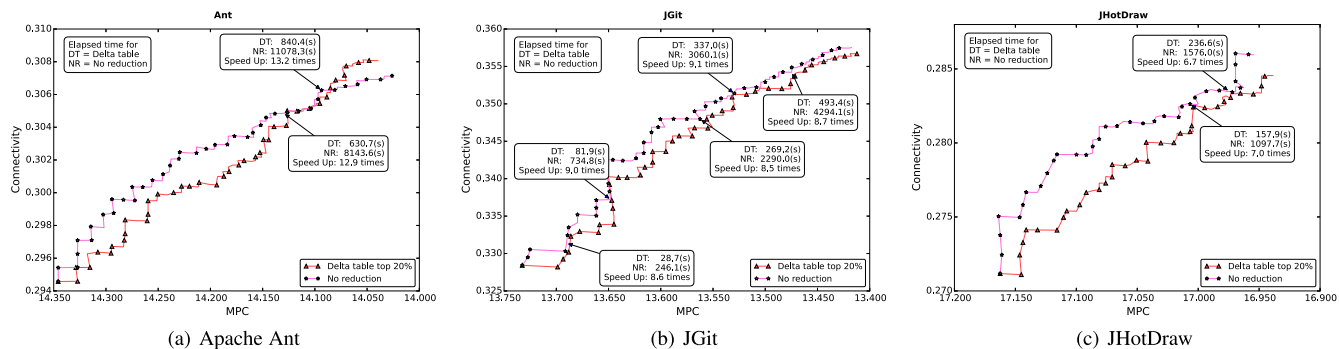 Ant
Elapsed time for
DT = Delta table
NR = No reduction
DT: 840.4(s)
NR: 11078,3(s)
Speed Up: 13.2 times
DT: 630.7(s)
NR: 8143.6(s)
Speed Up: 12.9 times
Delta table top 20%
No reduction
Connectivity
0.310
0.308
0.306
0.304
0.302
0.300
0.298
0.296
0.294
14.350
14.300
14.250
14.200
14.150
14.100
14.050
14.000
MPC
(a) Apache Ant
JGit
Elapsed time for
DT = Delta table
NR = No reduction
DT: 337,0(s)
NR: 3060.1(s)
Speed Up: 9,1 times
DT: 493,4(s)
NR: 4294.1(s)
Speed Up: 8,7 times
DT: 81,9(s)
NR: 734,8(s)
Speed Up: 9,0 times
DT: 269,2(s)
NR: 2290.0(s)
Speed Up: 8,5 times
DT: 28,7(s)
NR: 246,1(s)
Speed Up: 8.6 times
Delta table top 20%
No reduction
Connectivity
0.360
0.355
0.350
0.345
0.340
0.335
0.330
0.325
13.750
13.700
13.650
13.600
13.550
13.500
13.450
13.400
MPC
(b) JGit
JHotDraw
Elapsed time for
DT = Delta table
NR = No reduction
DT: 236.6(s)
NR: 1576,0(s)
Speed Up: 6.7 times
DT: 157,9(s)
NR: 1097.7(s)
Speed Up: 7,0 times
Delta table top 20%
No reduction
Connectivity
0.285
0.280
0.275
0.270
17.200
17.150
17.100
17.050
17.000
16.950
16.900
MPC
(c) JHotDraw